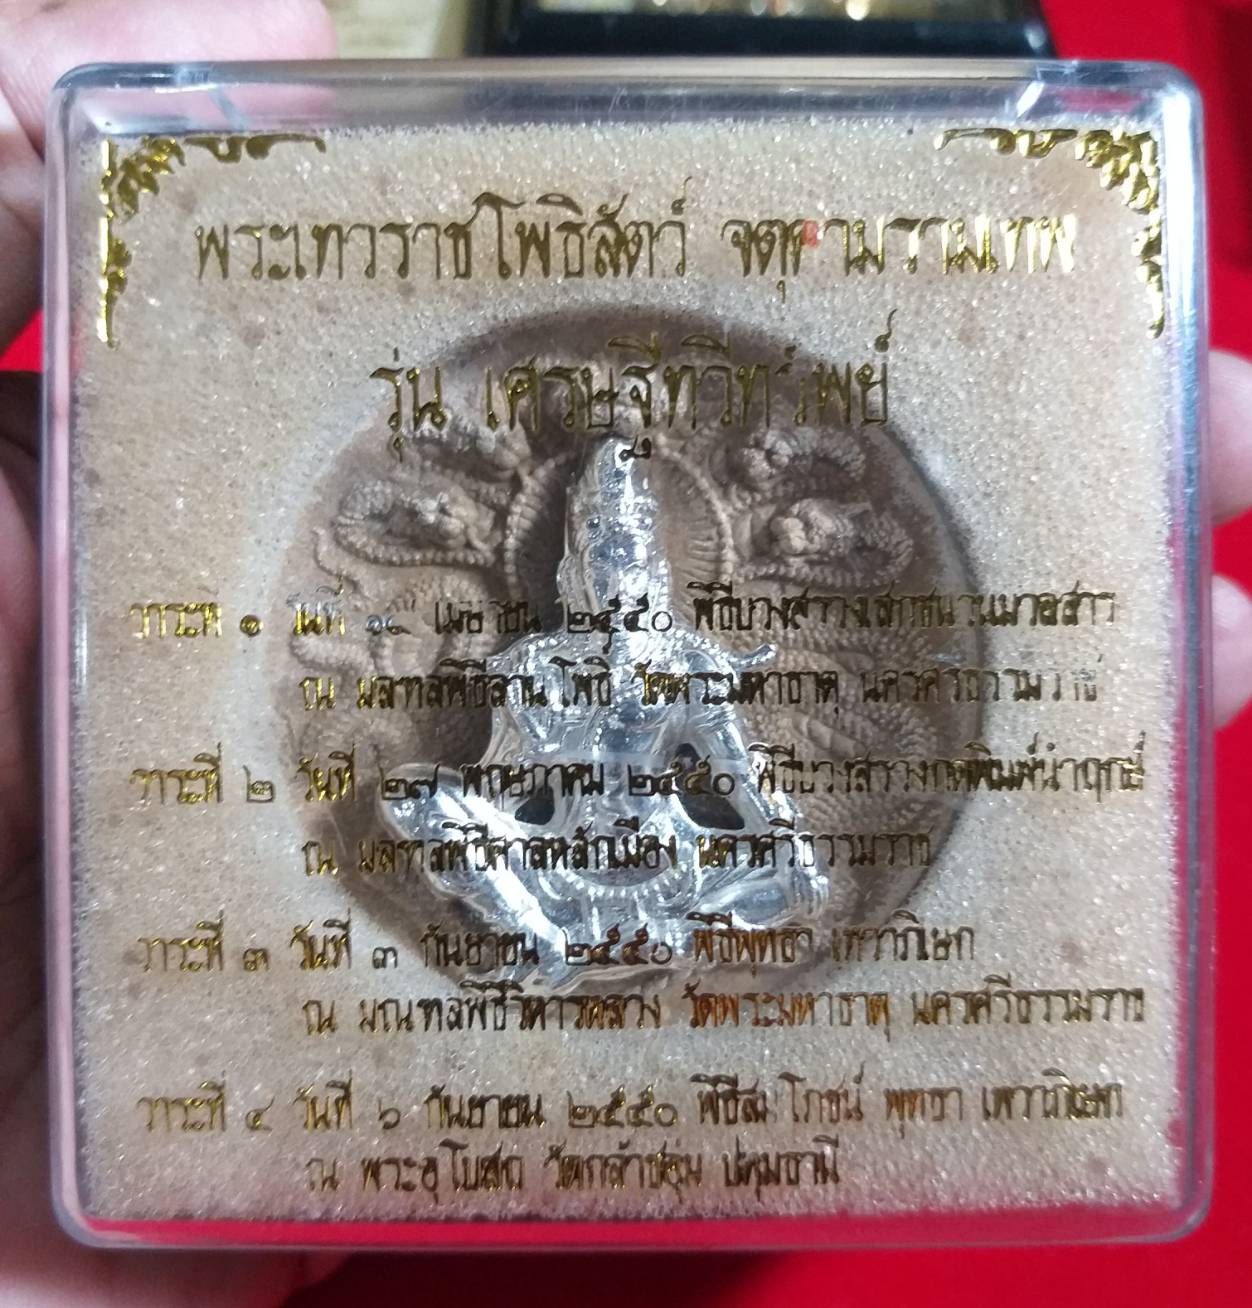 พระเทวราชโพธิสัตว์ จตุคามรามเทพ
รุ่น เศรษฐีทวีทรัพย์
วาระที่ ๑ วันที่ เมษายน ๒๕๕๐ พิธีบวงสรวง
ณ มลฑลพิธีลานโพธิ์ วัดพระมหาธาตุ นครศรีธรรมราช
วาระที่ ๒ วันที่ ๒๗ พฤษภาคม ๒๕๕๐ พิธีบวงสรวงกดพิมพ์นำฤกษ์
ณ มลฑลพิธีศาลหลักเมือง นครศรีธรรมราช
วาระที่ ๓ วันที่ ๓ กันยายน ๒๕๕๐ พิธีพุทธา เทวาภิเษก
ณ มณฑลพิธีวิหารหลวง วัดพระมหาธาตุ นครศรีธรรมราช
วาระที่ ๔ วันที่ ๖ กันยายน ๒๕๕๐ พิธีสมโภชน์ พุทธา เทวาภิเษก
ณ พระอุโบสถ วัดกล้าชอุ่ม ปทุมธานี